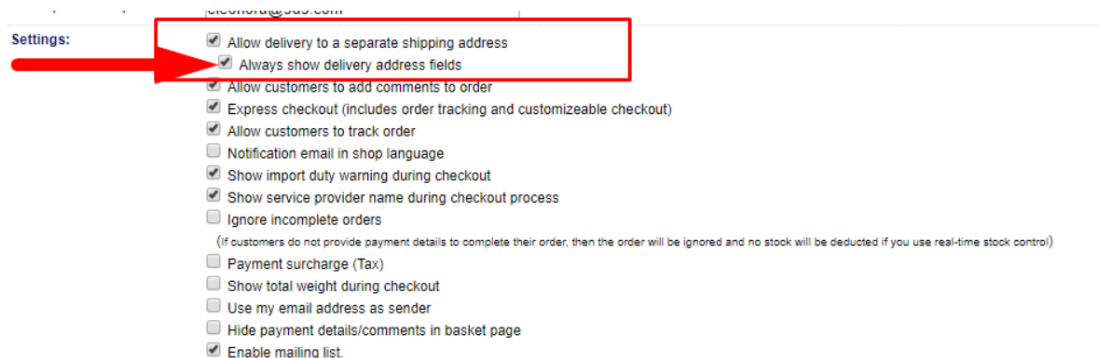 Settings:
Allow delivery to a separate shipping address
Always show delivery address fields
Allow customers to add comments to order
Express checkout (includes order tracking and customizeable checkout)
Allow customers to track order
Notification email in shop language
Show import duty warning during checkout
Show service provider name during checkout process
Ignore incomplete orders
(If customers do not provide payment details to complete their order, then the order will be ignored and no stock will be deducted if you use real-time stock control)
Payment surcharge (Tax)
Show total weight during checkout
Use my email address as sender
Hide payment details/comments in basket page
Enable mailing list.